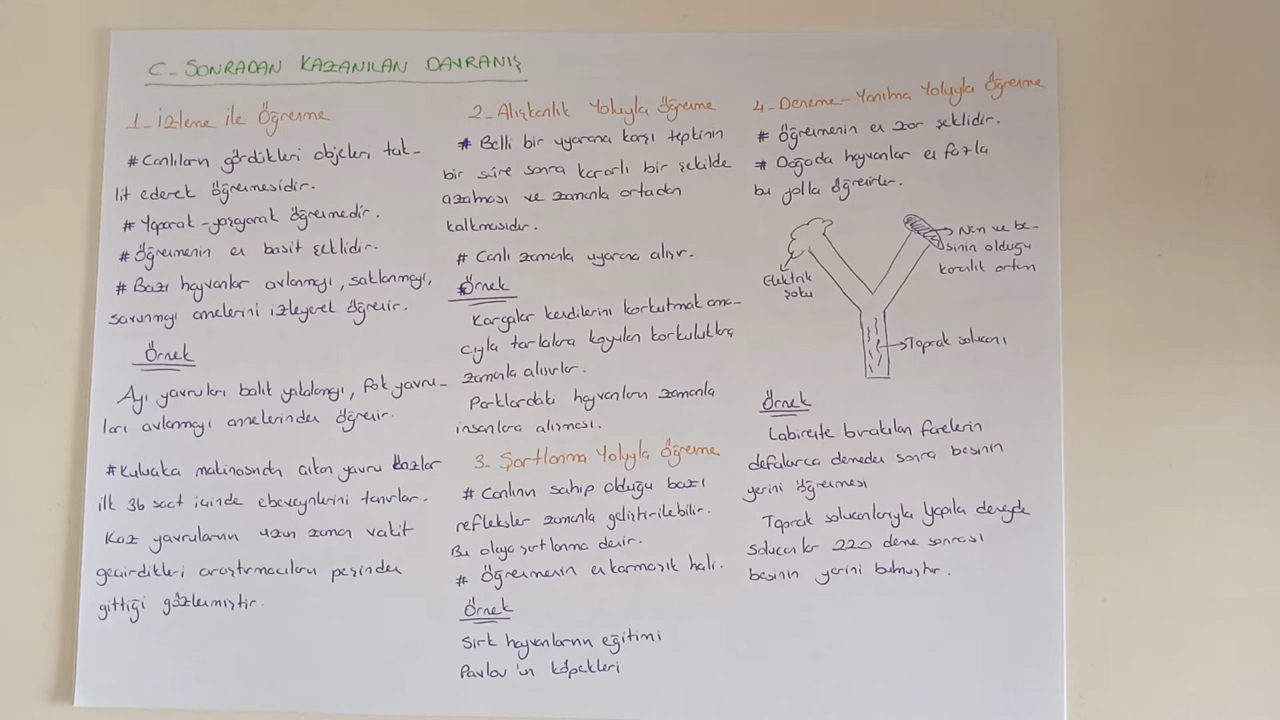 C- SONRADAN KAZANILAN DAVRANIŞ
1- İzleme ile Öğrenme
# Canlıların gördükleri objeleri tak-
lit ederek öğrenmesidir.
# Yaparak-yaşayarak öğrenmedir.
# Öğrenmenin en basit şeklidir.
# Bazı hayvanlar avlanmayı, saklanmayı,
savunmayı annelerini izleyerek öğrenir.
Örnek
Ayı yavruları balık yakalamayı, fok yavru-
ları avlanmayı annelerinden öğrenir.
# Kuluçka makinasından çıkan yavru kazlar
ilk 36 saat içinde ebeveynlerini tanırlar.
Kaz yavrularının uzun zaman vakit
geçirdikleri araştırmacıların peşinden
gittiği gözlenmiştir.
2- Alışkanlık Yoluyla Öğrenme
# Belli bir uyarana karşı tepkinin
bir süre sonra kararlı bir şekilde
azalması ve zamanla ortadan
kalkmasıdır.
# Canlı zamanla uyarana alışır.
Örnek
Kargalar kendilerini korkutmak ama-
cıyla tarlalara koyulan korkuluklara
zamanla alışırlar.
Parklardaki hayvanların zamanla
insanlara alışması.
3- Şartlanma Yoluyla Öğrenme
# Canlının sahip olduğu bazı
refleksler zamanla geliştirilebilir.
Bu olaya şartlanma denir.
# Öğrenmenin en karmaşık hali.
Örnek
Sirk hayvanlarının eğitimi
Pavlov'un köpekleri
4- Deneme-Yanılma Yoluyla Öğrenme
# Öğrenmenin en zor şeklidir.
# Doğada hayvanlar en fazla
bu yolla öğrenirler.
Elektrik
şoku
Nem ve be-
sinin olduğu
karanlık ortam
Toprak solucanı
Örnek
Labirente bırakılan farelerin
defalarca denedikten sonra besinin
yerini öğrenmesi
Toprak solucanlarıyla yapılan deneyde
solucanlar 220 deneme sonrası
besinin yerini bulmuştur.